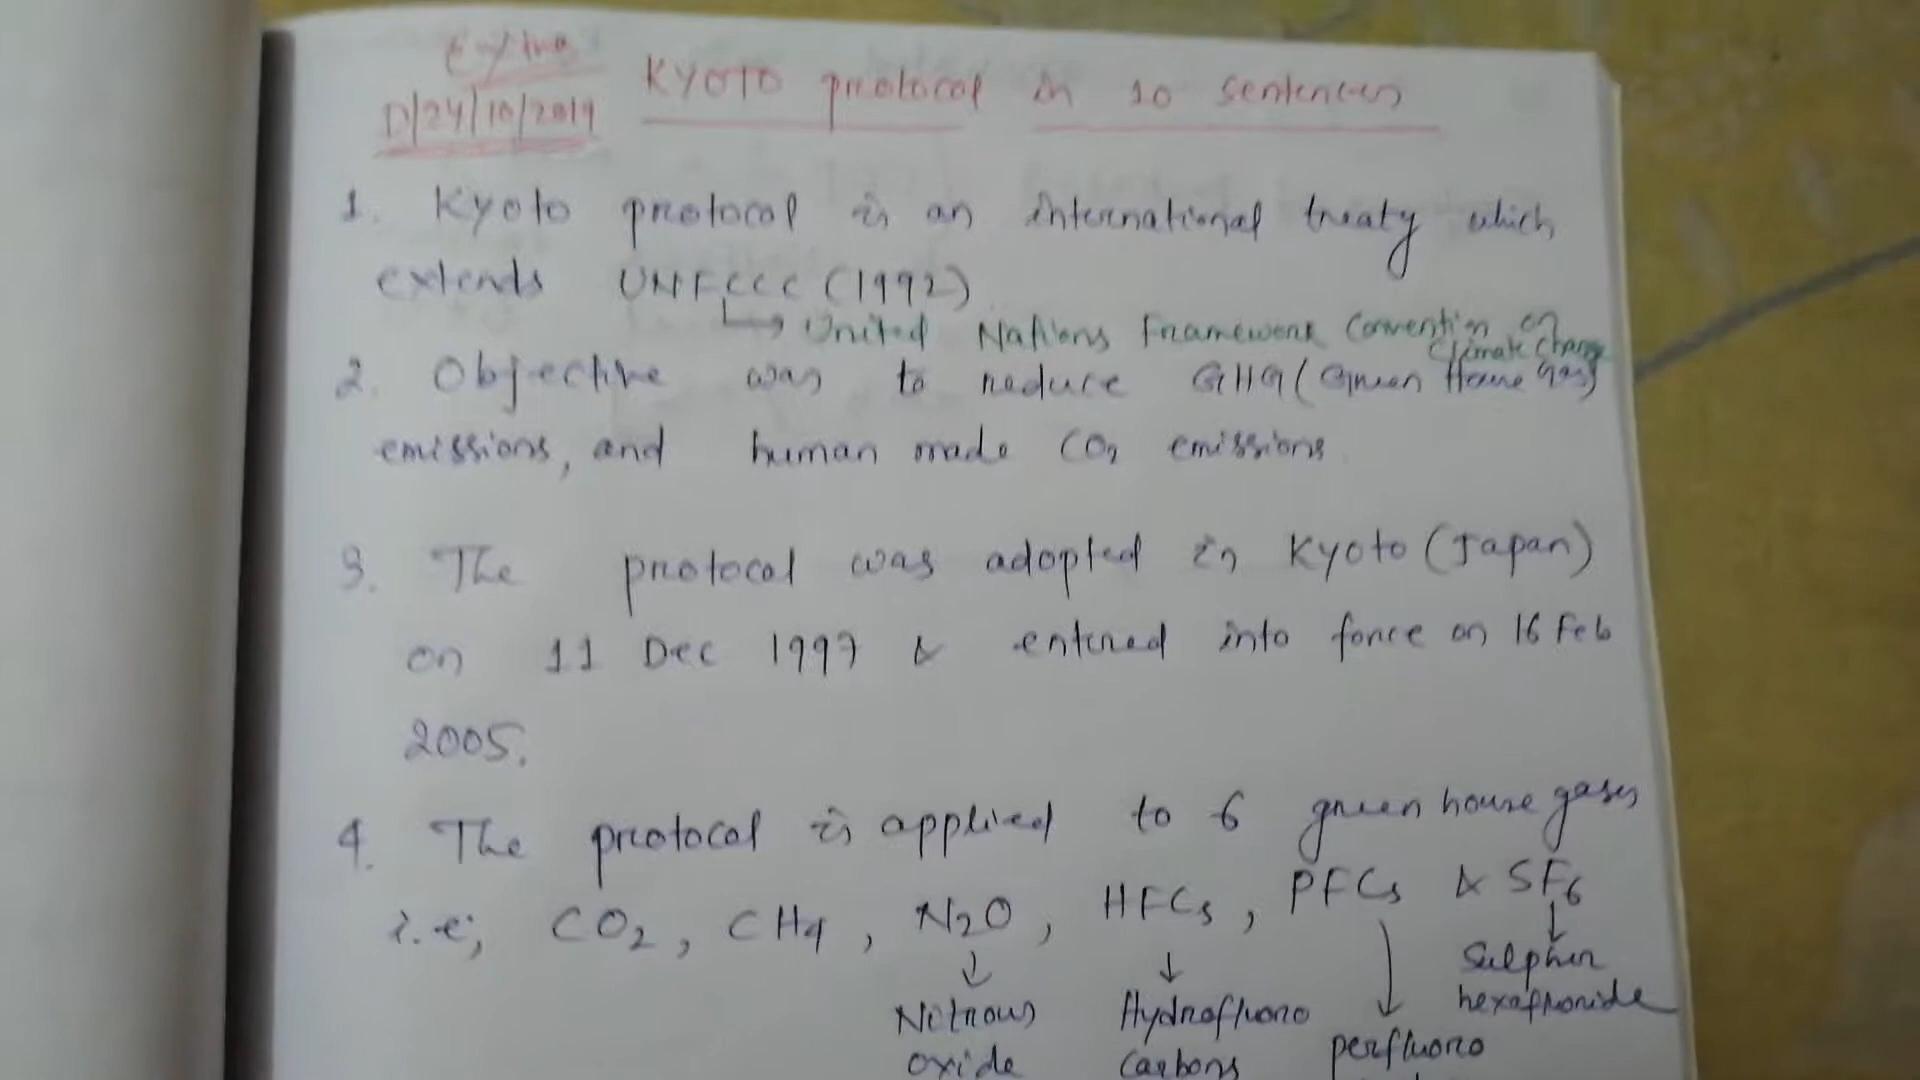 D/24/10/2019
Kyoto protocol in 10 sentences
1. Kyoto protocol is an international treaty which
extends UNFCCC (1992)
United Nations Framework Convention on
Climate Change
2. Objective was to reduce GHG (Green House Gas)
emissions, and human made CO2 emissions
3. The protocol was adopted in Kyoto (Japan)
on 11 Dec 1997 & entered into force on 16 Feb
2005.
4. The protocol is applied to 6 green house gases
i.e; CO2, CH4, N2O, HFCs, PFCs & SF6
Nitrous
oxide
Hydrofluoro
carbons
perfluoro
Sulphur
hexafluoride